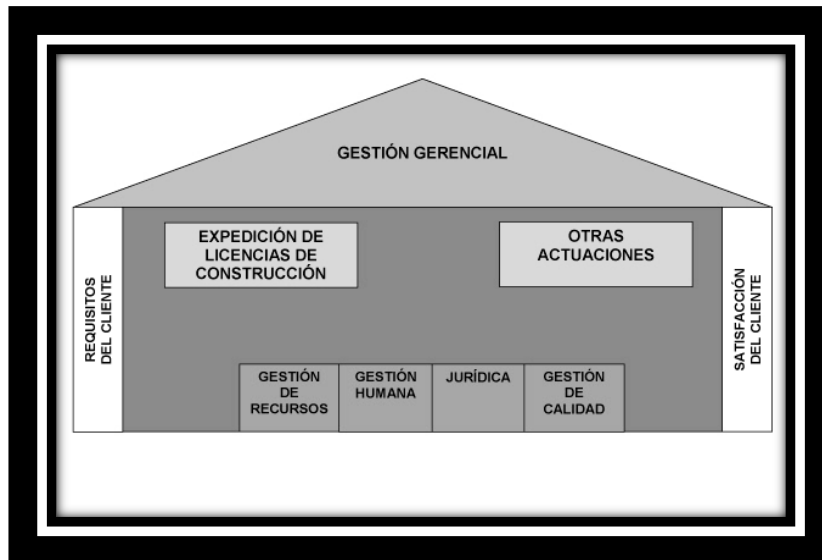 GESTIÓN GERENCIAL
REQUISITOS
DEL CLIENTE
EXPEDICIÓN DE
LICENCIAS DE
CONSTRUCCIÓN
OTRAS
ACTUACIONES
GESTIÓN
DE
RECURSOS
GESTIÓN
HUMANA
JURÍDICA
GESTIÓN
DE
CALIDAD
SATISFACCIÓN
DEL CLIENTE